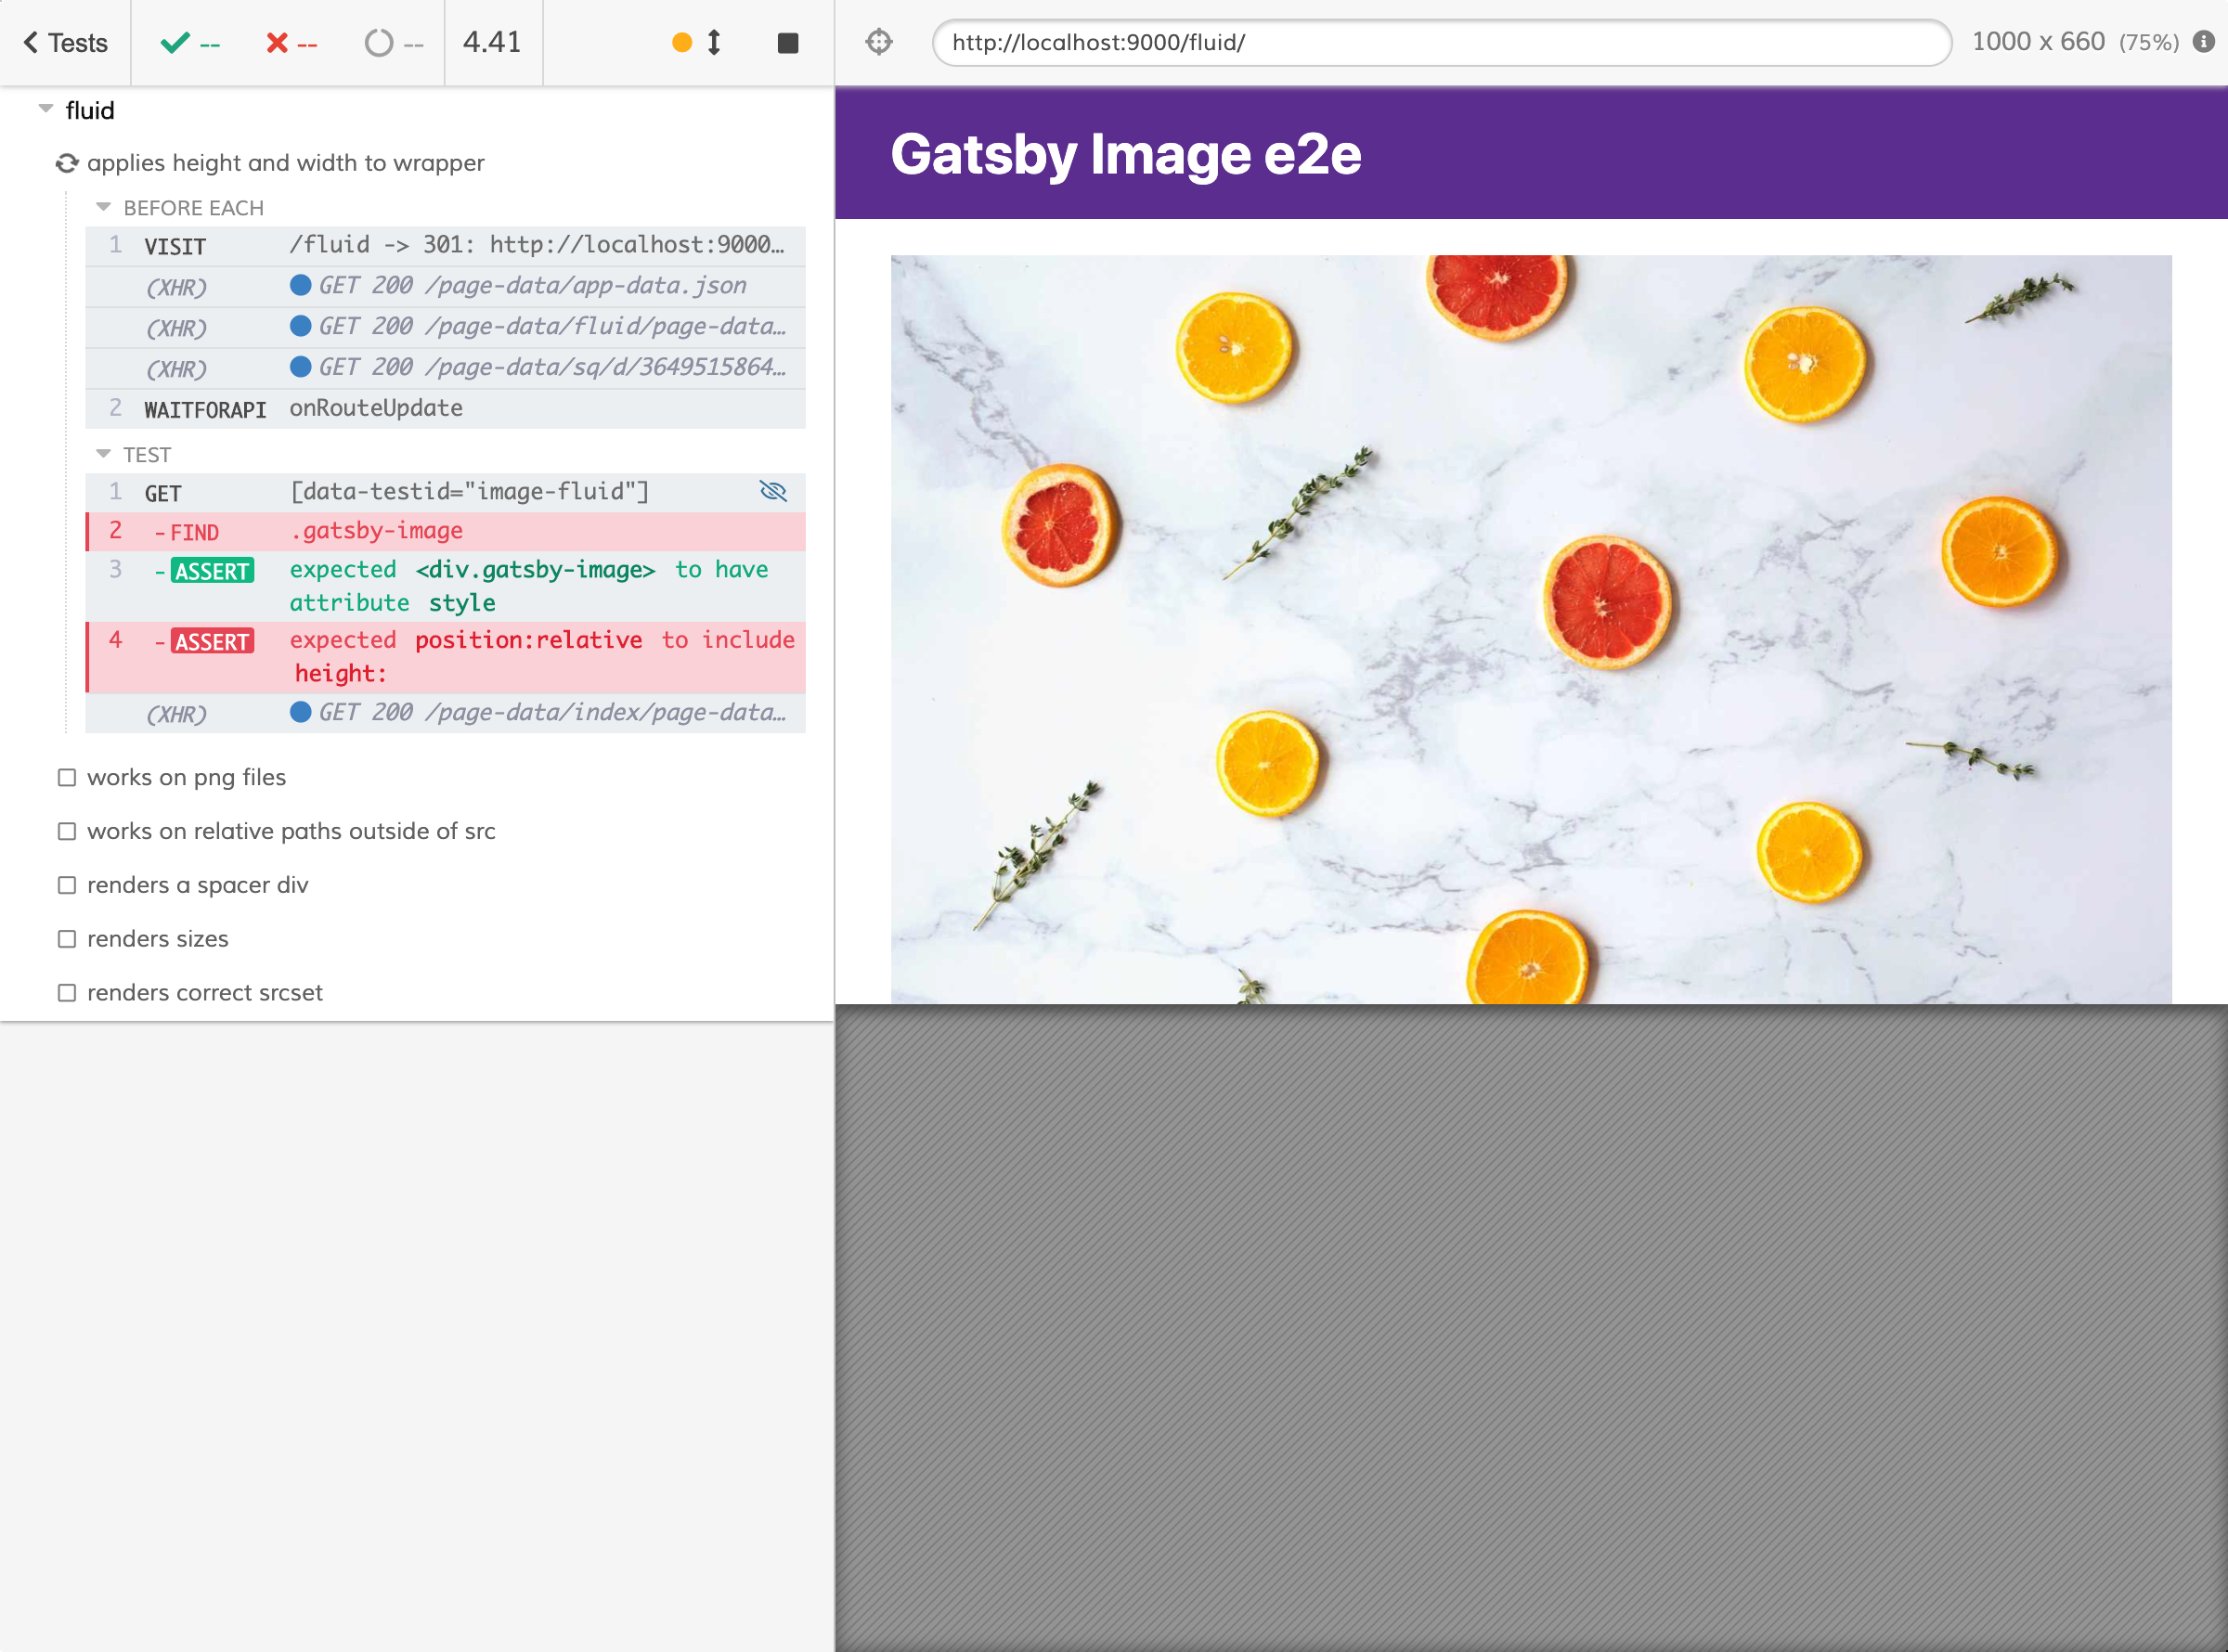 Tests
--
--
--
4.41
http://localhost:9000/fluid/
1000 x 660 (75%)
fluid
applies height and width to wrapper
BEFORE EACH
1 VISIT /fluid -> 301: http://localhost:9000…
(XHR) GET 200 /page-data/app-data.json
(XHR) GET 200 /page-data/fluid/page-data…
(XHR) GET 200 /page-data/sq/d/3649515864…
2 WAITFORAPI onRouteUpdate
TEST
1 GET [data-testid="image-fluid"]
2 -FIND .gatsby-image
3 -ASSERT expected <div.gatsby-image> to have
attribute style
4 -ASSERT expected position:relative to include
height:
(XHR) GET 200 /page-data/index/page-data…
works on png files
works on relative paths outside of src
renders a spacer div
renders sizes
renders correct srcset
Gatsby Image e2e